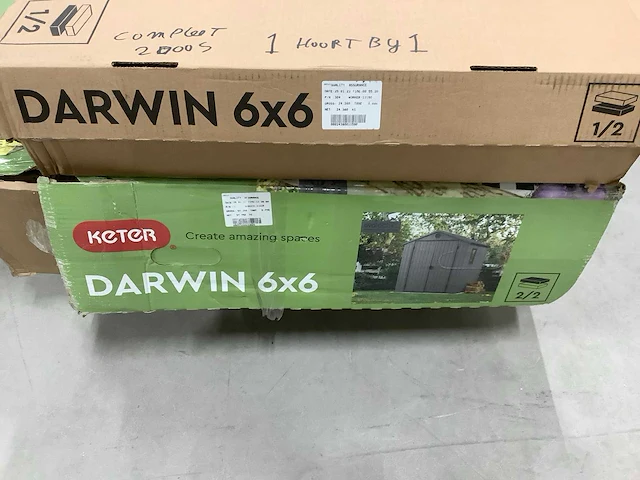 1/2
COMPLEET
2 DOOS
1 HOORT BY 1
DARWIN 6x6
1/2
KETER
Create amazing spaces
DARWIN 6x6
2/2